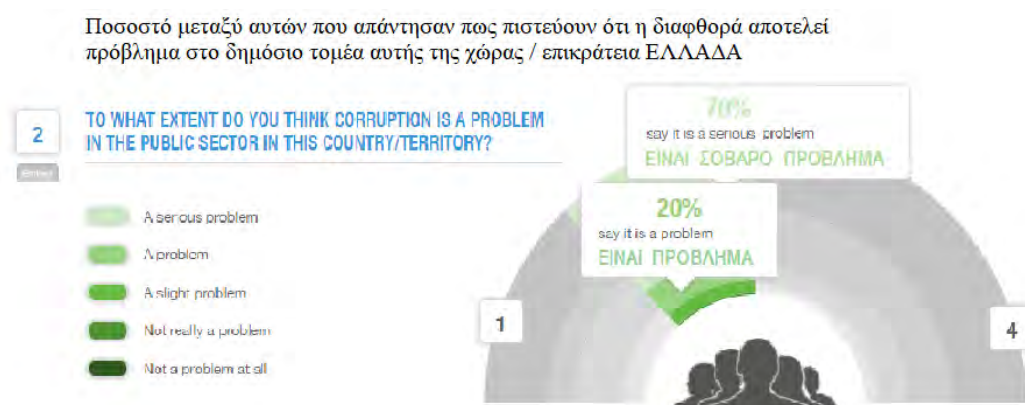 Ποσοστό μεταξύ αυτών που απάντησαν πως πιστεύουν ότι η διαφθορά αποτελεί
πρόβλημα στο δημόσιο τομέα αυτής της χώρας / επικράτεια ΕΛΛΑΔΑ
2
TO WHAT EXTENT DO YOU THINK CORRUPTION IS A PROBLEM
IN THE PUBLIC SECTOR IN THIS COUNTRY/TERRITORY?
A serious problem
A problem
A slight problem
Not really a problem
Not a problem at all
70%
say it is a serious problem
ΕΙΝΑΙ ΣΟΒΑΡΟ ΠΡΟΒΛΗΜΑ
20%
say it is a problem
ΕΙΝΑΙ ΠΡΟΒΛΗΜΑ
1
4